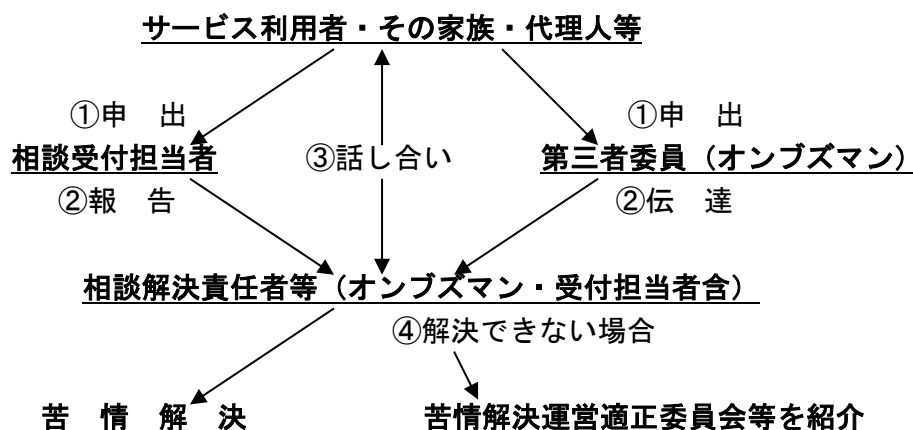 サービス利用者・その家族・代理人等
①申　出　①申　出
相談受付担当者　③話し合い　第三者委員（オンブズマン）
②報　告　②伝　達
相談解決責任者等（オンブズマン・受付担当者含）
④解決できない場合
苦　情　解　決　苦情解決運営適正委員会等を紹介